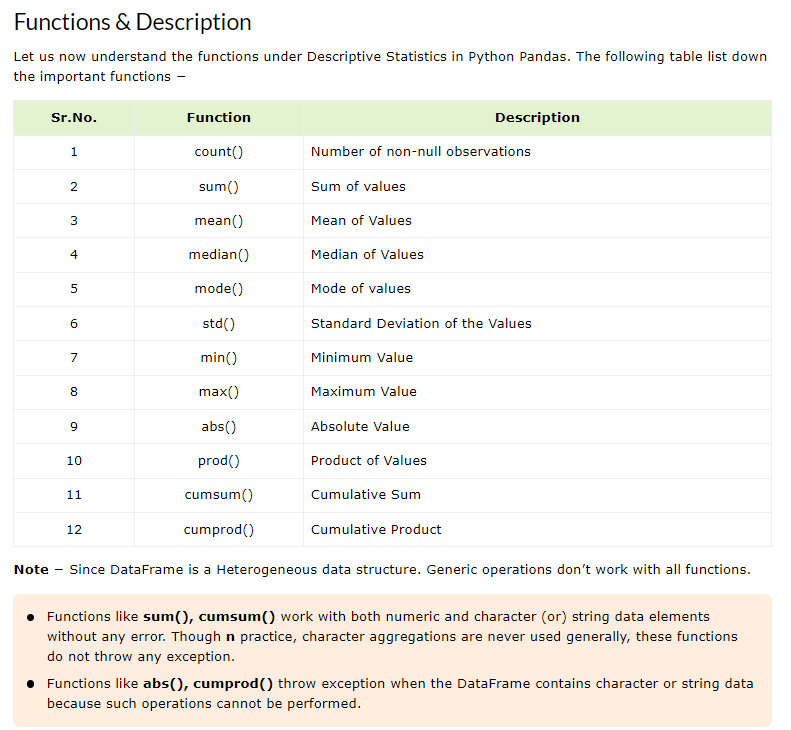 Functions & Description
Let us now understand the functions under Descriptive Statistics in Python Pandas. The following table list down
the important functions −
Sr.No. Function Description
1 count() Number of non-null observations
2 sum() Sum of values
3 mean() Mean of Values
4 median() Median of Values
5 mode() Mode of values
6 std() Standard Deviation of the Values
7 min() Minimum Value
8 max() Maximum Value
9 abs() Absolute Value
10 prod() Product of Values
11 cumsum() Cumulative Sum
12 cumprod() Cumulative Product
Note − Since DataFrame is a Heterogeneous data structure. Generic operations don’t work with all functions.
● Functions like sum(), cumsum() work with both numeric and character (or) string data elements
without any error. Though n practice, character aggregations are never used generally, these functions
do not throw any exception.
● Functions like abs(), cumprod() throw exception when the DataFrame contains character or string data
because such operations cannot be performed.